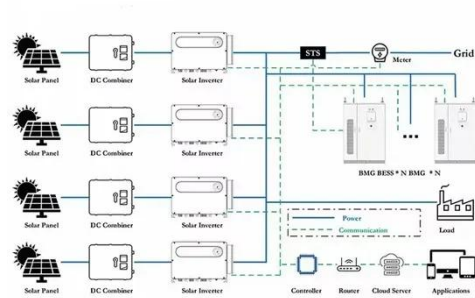 STS
Meter
Grid
Solar Panel DC Combiner Solar Inverter
Solar Panel DC Combiner Solar Inverter
BMG BESS * N BMG * N
Solar Panel DC Combiner Solar Inverter
Power
Communication
Load
Solar Panel DC Combiner Solar Inverter
Controller Router Cloud Server Applications